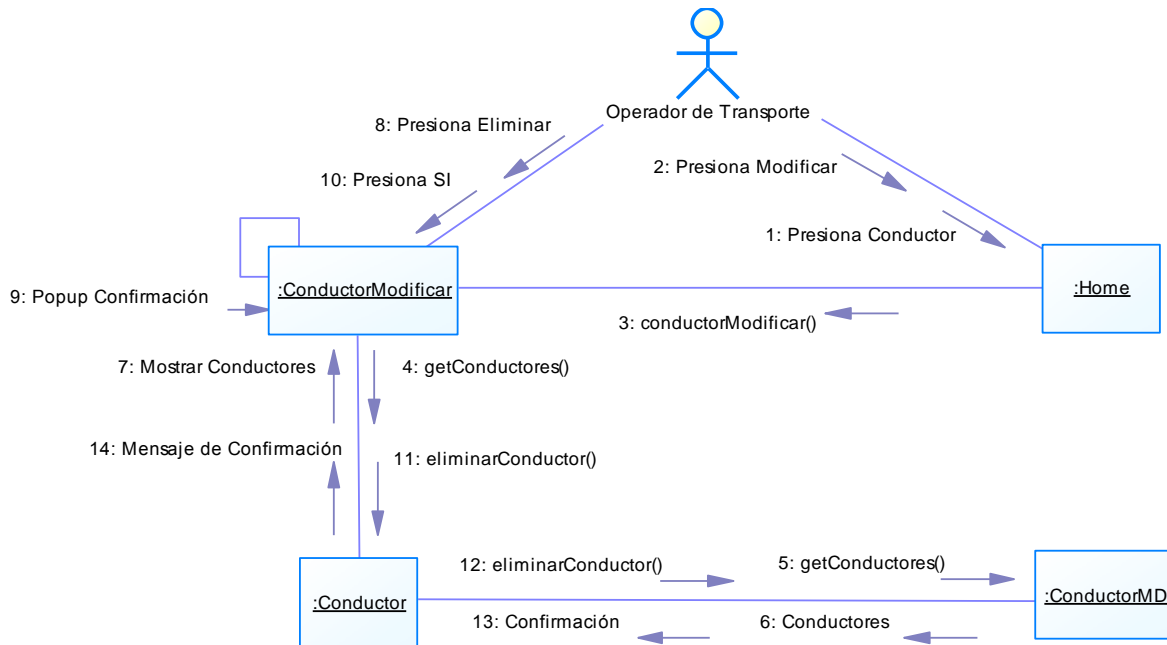 Operador de Transporte
8: Presiona Eliminar
2: Presiona Modificar
10: Presiona SI
1: Presiona Conductor
:ConductorModificar
:Home
9: Popup Confirmación
3: conductorModificar()
7: Mostrar Conductores
4: getConductores()
14: Mensaje de Confirmación
11: eliminarConductor()
12: eliminarConductor()
5: getConductores()
:Conductor
:ConductorMD
13: Confirmación
6: Conductores